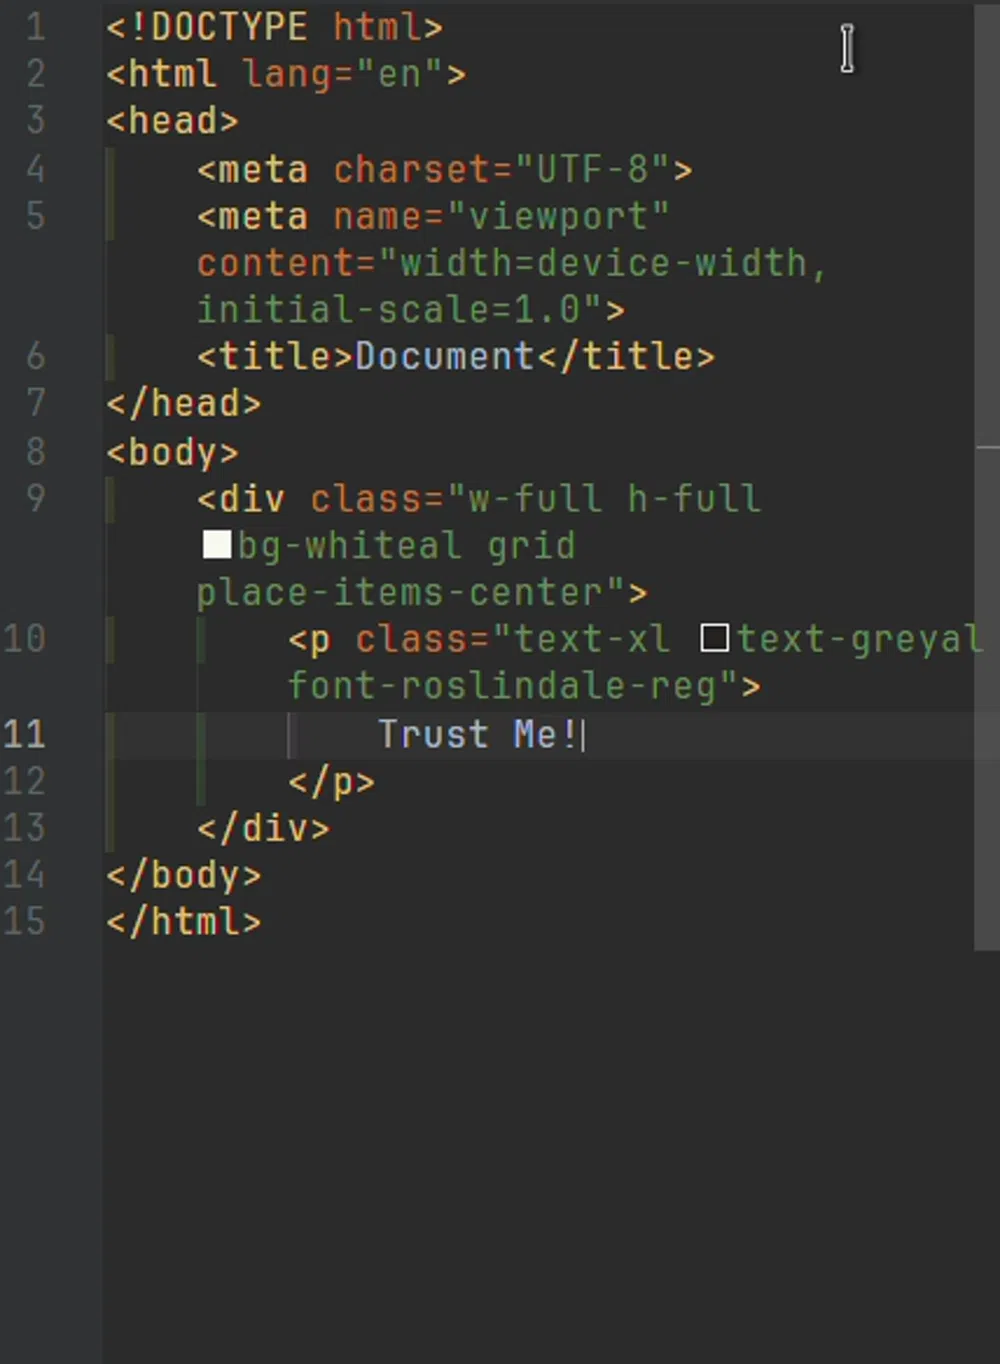 1 <!DOCTYPE html>
2 <html lang="en">
3 <head>
4 <meta charset="UTF-8">
5 <meta name="viewport"
content="width=device-width,
initial-scale=1.0">
6 <title>Document</title>
7 </head>
8 <body>
9 <div class="w-full h-full
bg-whiteal grid
place-items-center">
10 <p class="text-xl text-greyal
font-roslindale-reg">
11 Trust Me!
12 </p>
13 </div>
14 </body>
15 </html>